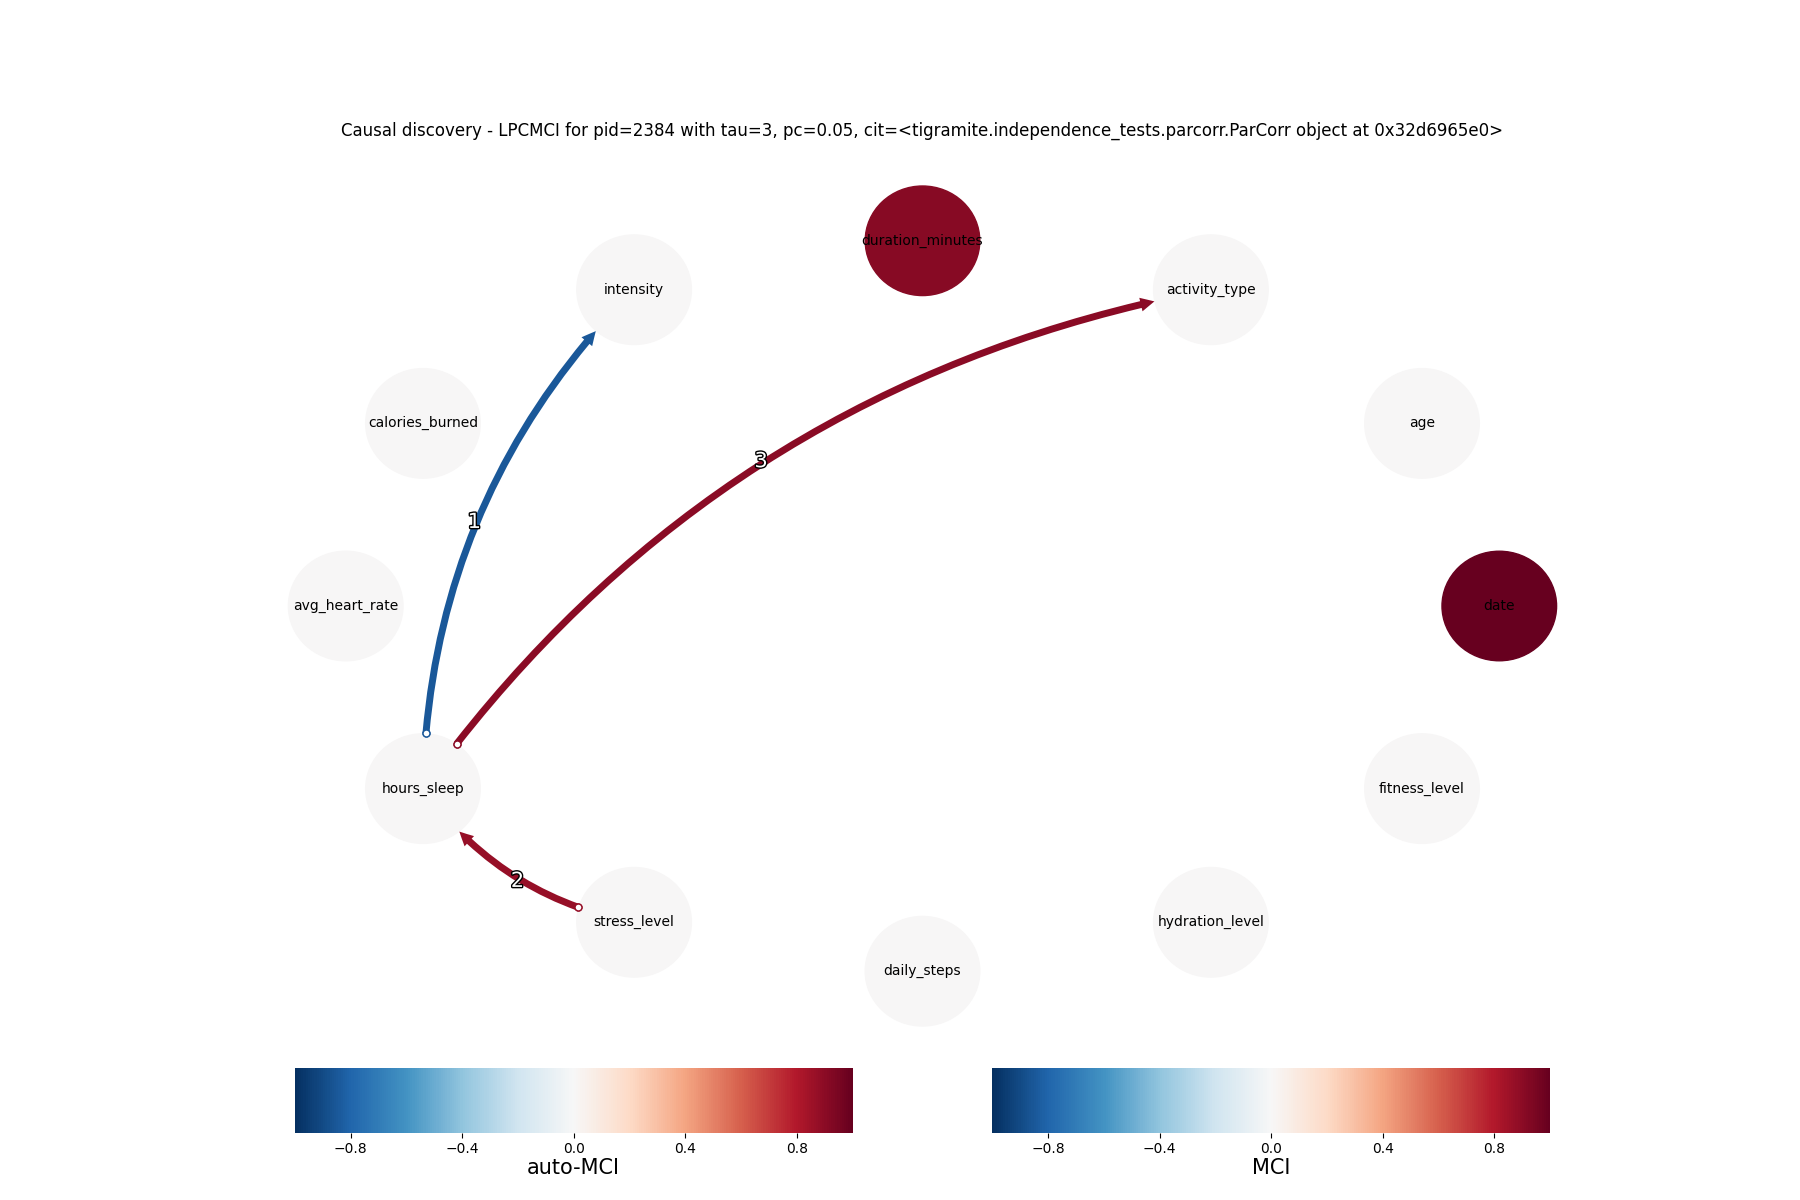 Causal discovery - LPCMCI for pid=2384 with tau=3, pc=0.05, cit=<tigramite.independence_tests.parcorr.ParCorr object at 0x32d6965e0>
duration_minutes
intensity
activity_type
calories_burned
age
3
1
avg_heart_rate
date
hours_sleep
fitness_level
2
stress_level
hydration_level
daily_steps
−0.8 −0.4 0.0 0.4 0.8
auto-MCI
−0.8 −0.4 0.0 0.4 0.8
MCI